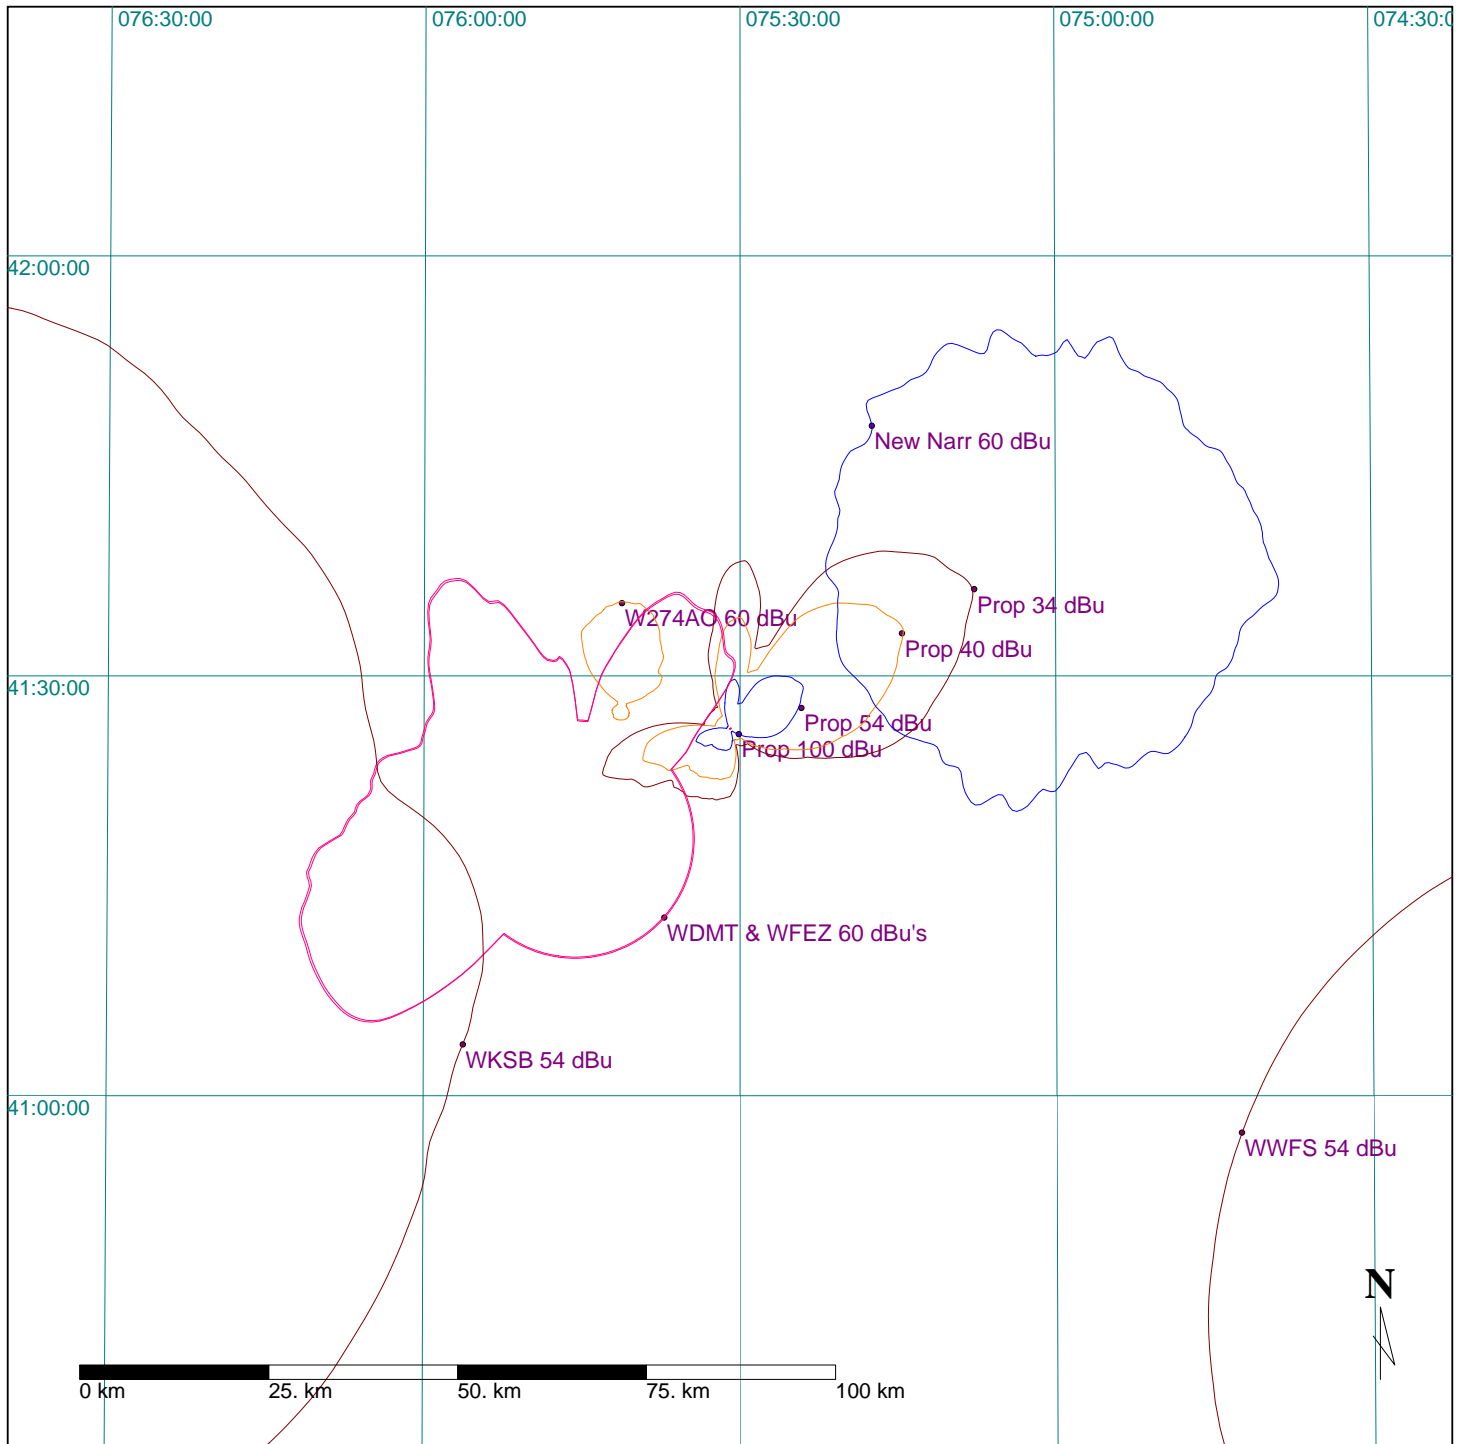 076:30:00
076:00:00
075:30:00
075:00:00
074:30:0
42:00:00
New Narr 60 dBu
Prop 34 dBu
W274AO 60 dBu
Prop 40 dBu
41:30:00
Prop 54 dBu
Prop 100 dBu
WDMT & WFEZ 60 dBu's
WKSB 54 dBu
41:00:00
WWFS 54 dBu
N
0 km
25. km
50. km
75. km
100 km